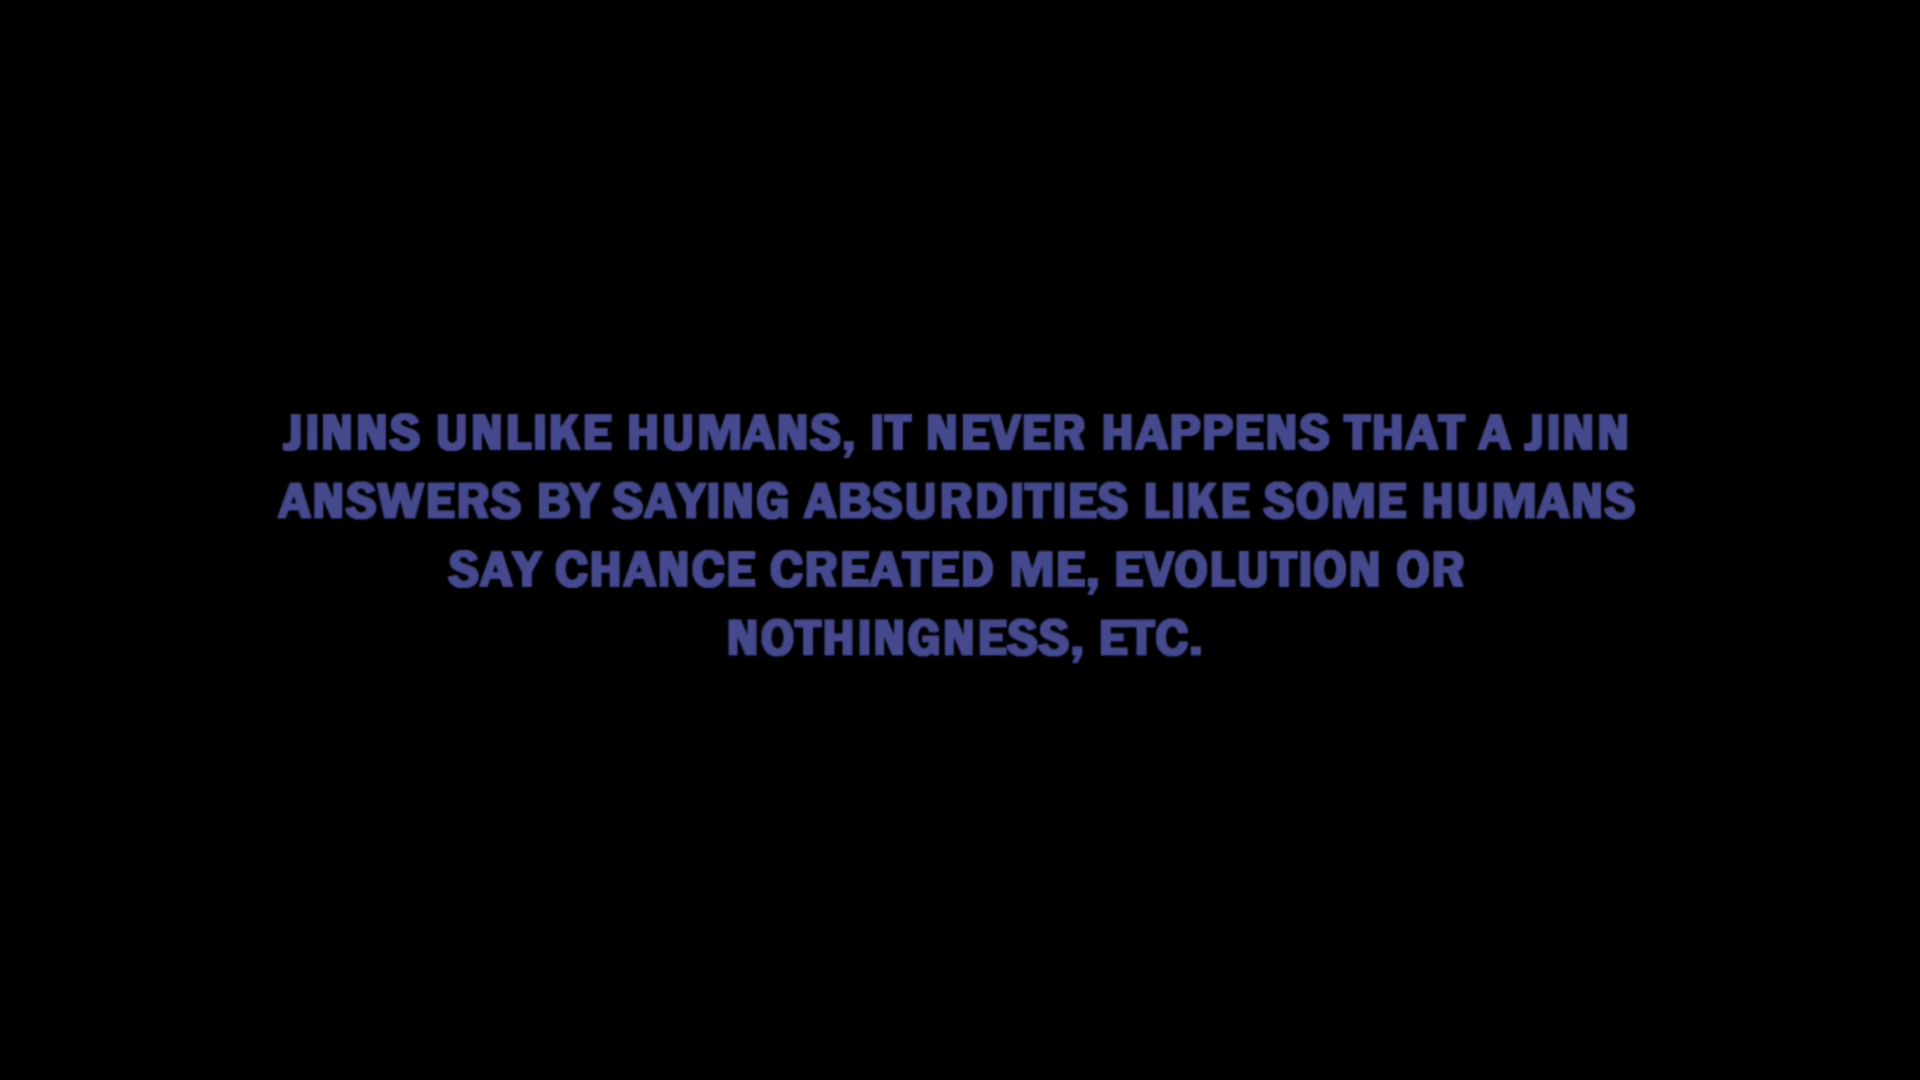 JINNS UNLIKE HUMANS, IT NEVER HAPPENS THAT A JINN
ANSWERS BY SAYING ABSURDITIES LIKE SOME HUMANS
SAY CHANCE CREATED ME, EVOLUTION OR
NOTHINGNESS, ETC.